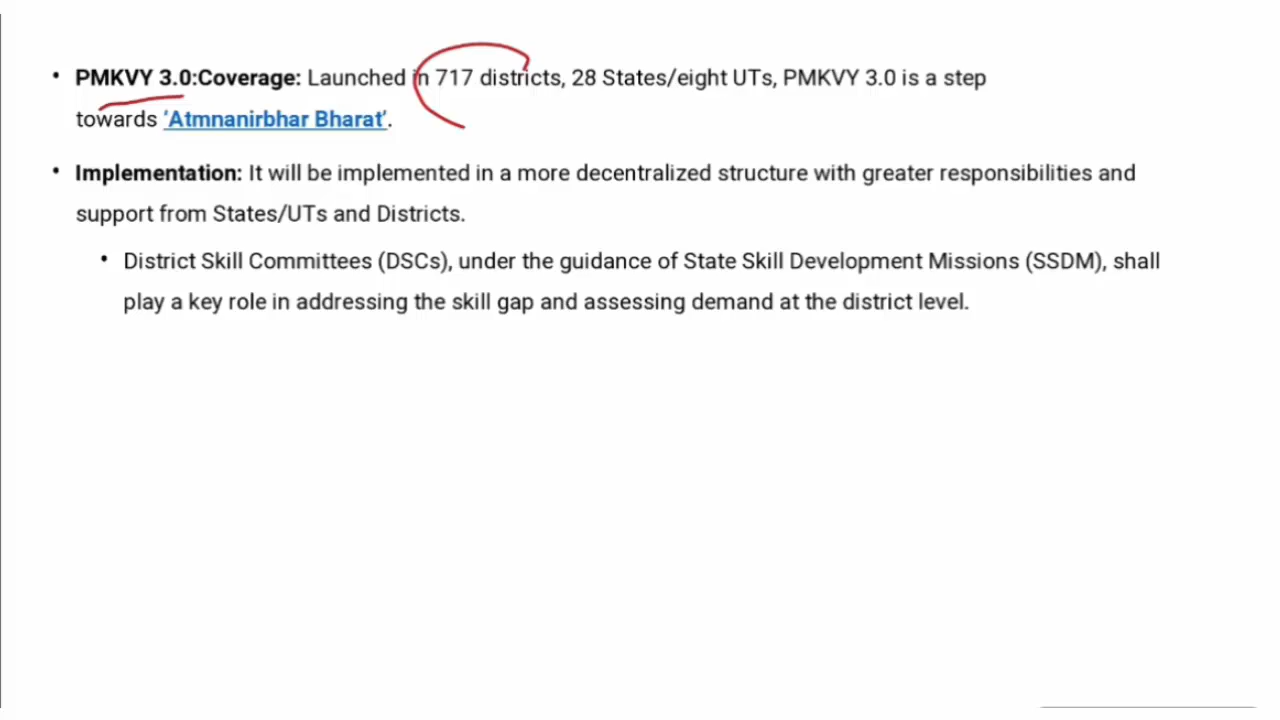 • PMKVY 3.0:Coverage: Launched in 717 districts, 28 States/eight UTs, PMKVY 3.0 is a step
towards 'Atmnanirbhar Bharat'.
• Implementation: It will be implemented in a more decentralized structure with greater responsibilities and
support from States/UTs and Districts.
• District Skill Committees (DSCs), under the guidance of State Skill Development Missions (SSDM), shall
play a key role in addressing the skill gap and assessing demand at the district level.